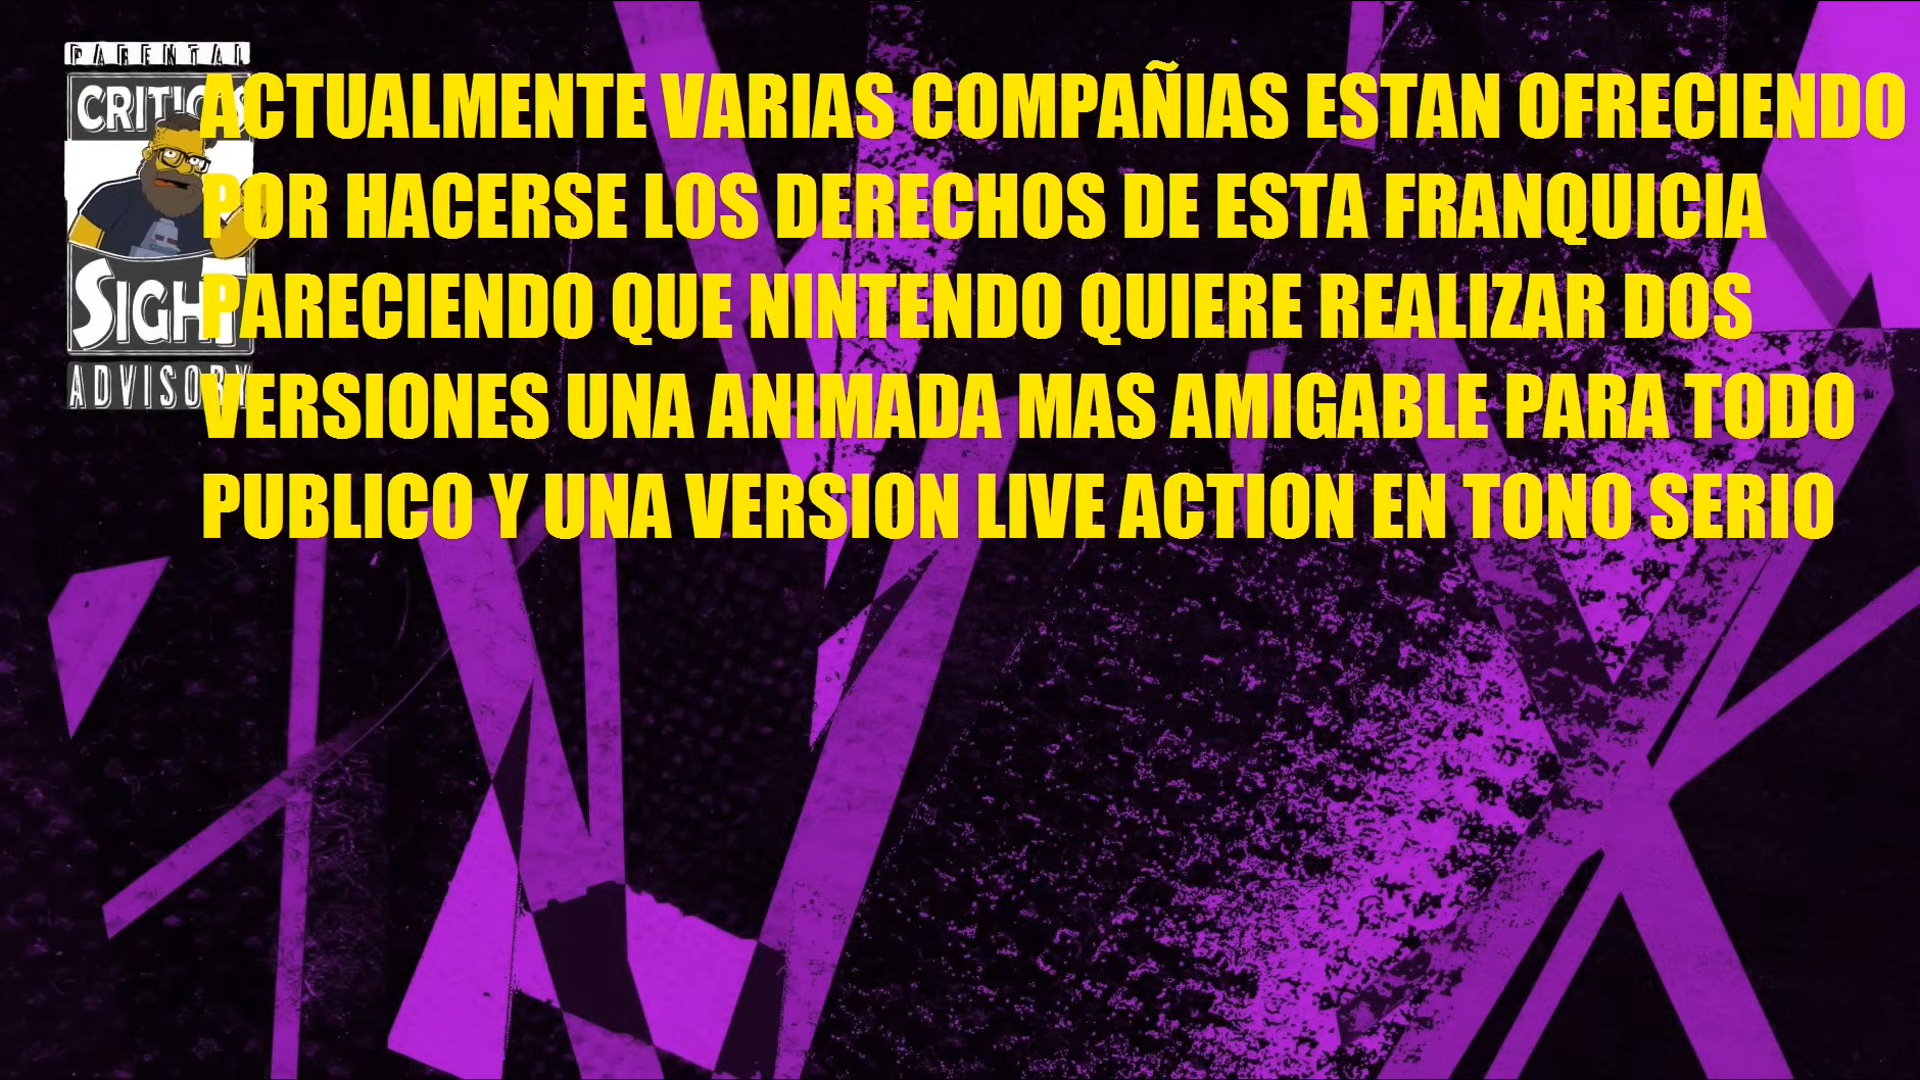 PARENTAL
CRITICS
SIGHT
ADVISORY
ACTUALMENTE VARIAS COMPAÑIAS ESTAN OFRECIENDO
POR HACERSE LOS DERECHOS DE ESTA FRANQUICIA
PARECIENDO QUE NINTENDO QUIERE REALIZAR DOS
VERSIONES UNA ANIMADA MAS AMIGABLE PARA TODO
PUBLICO Y UNA VERSION LIVE ACTION EN TONO SERIO